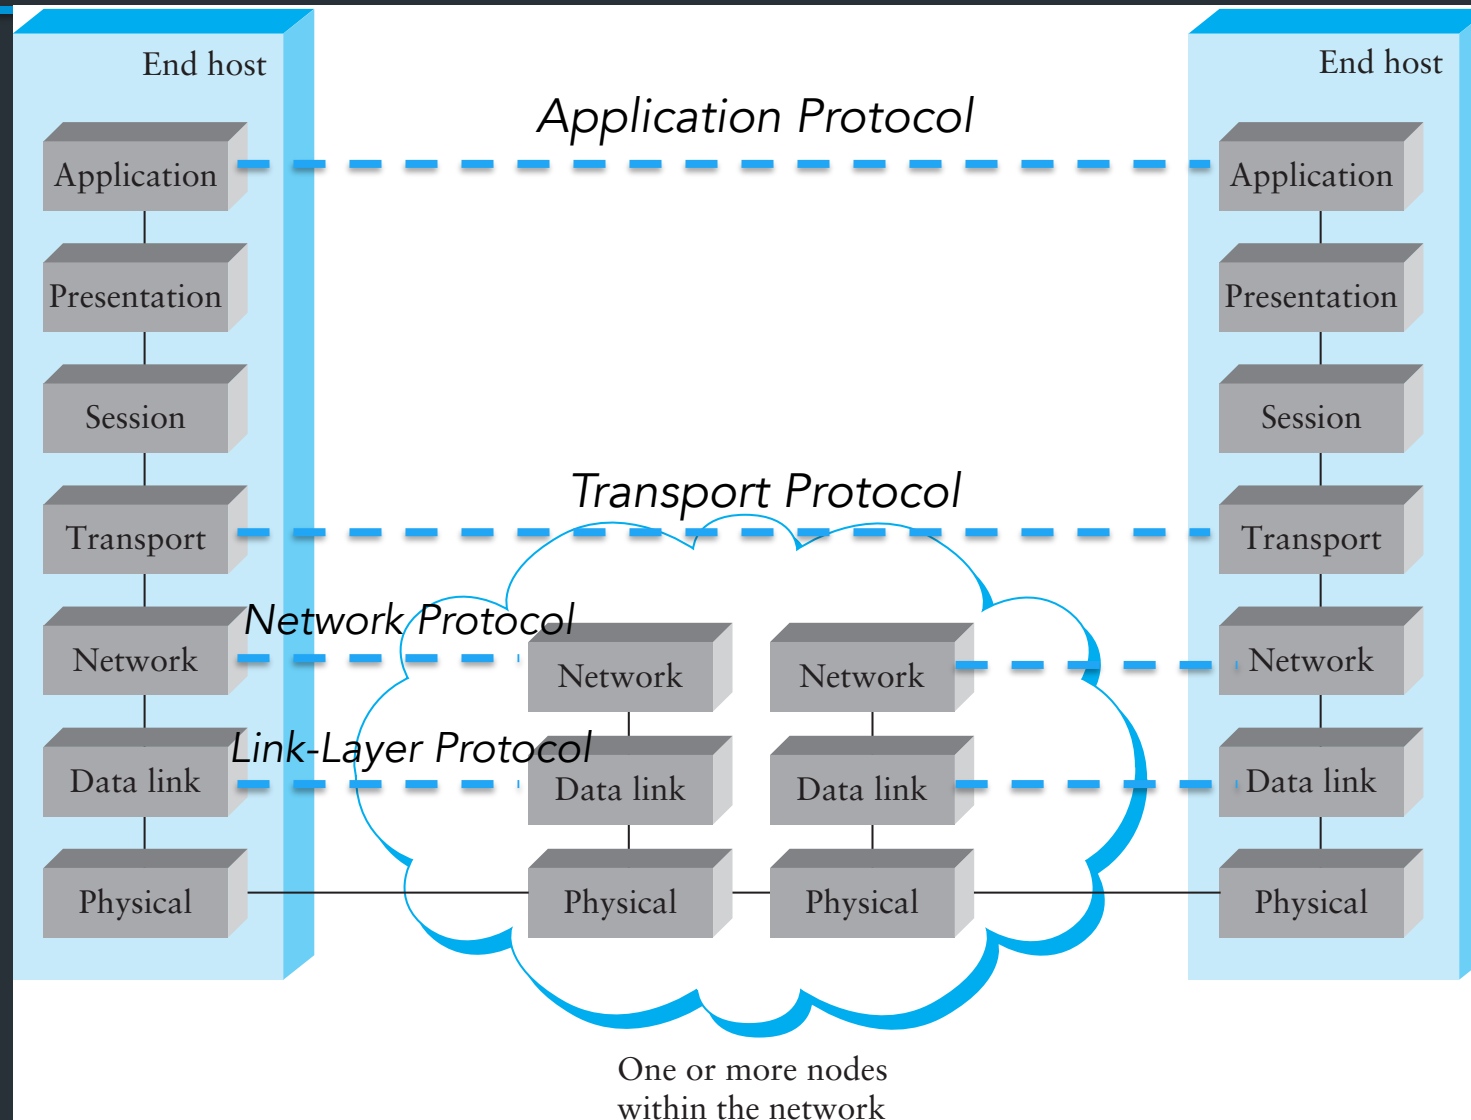 End host
End host
Application Protocol
Application
Application
Presentation
Presentation
Session
Session
Transport Protocol
Transport
Transport
Network Protocol
Network
Network
Network
Network
Link-Layer Protocol
Data link
Data link
Data link
Data link
Physical
Physical
Physical
Physical
One or more nodes
within the network